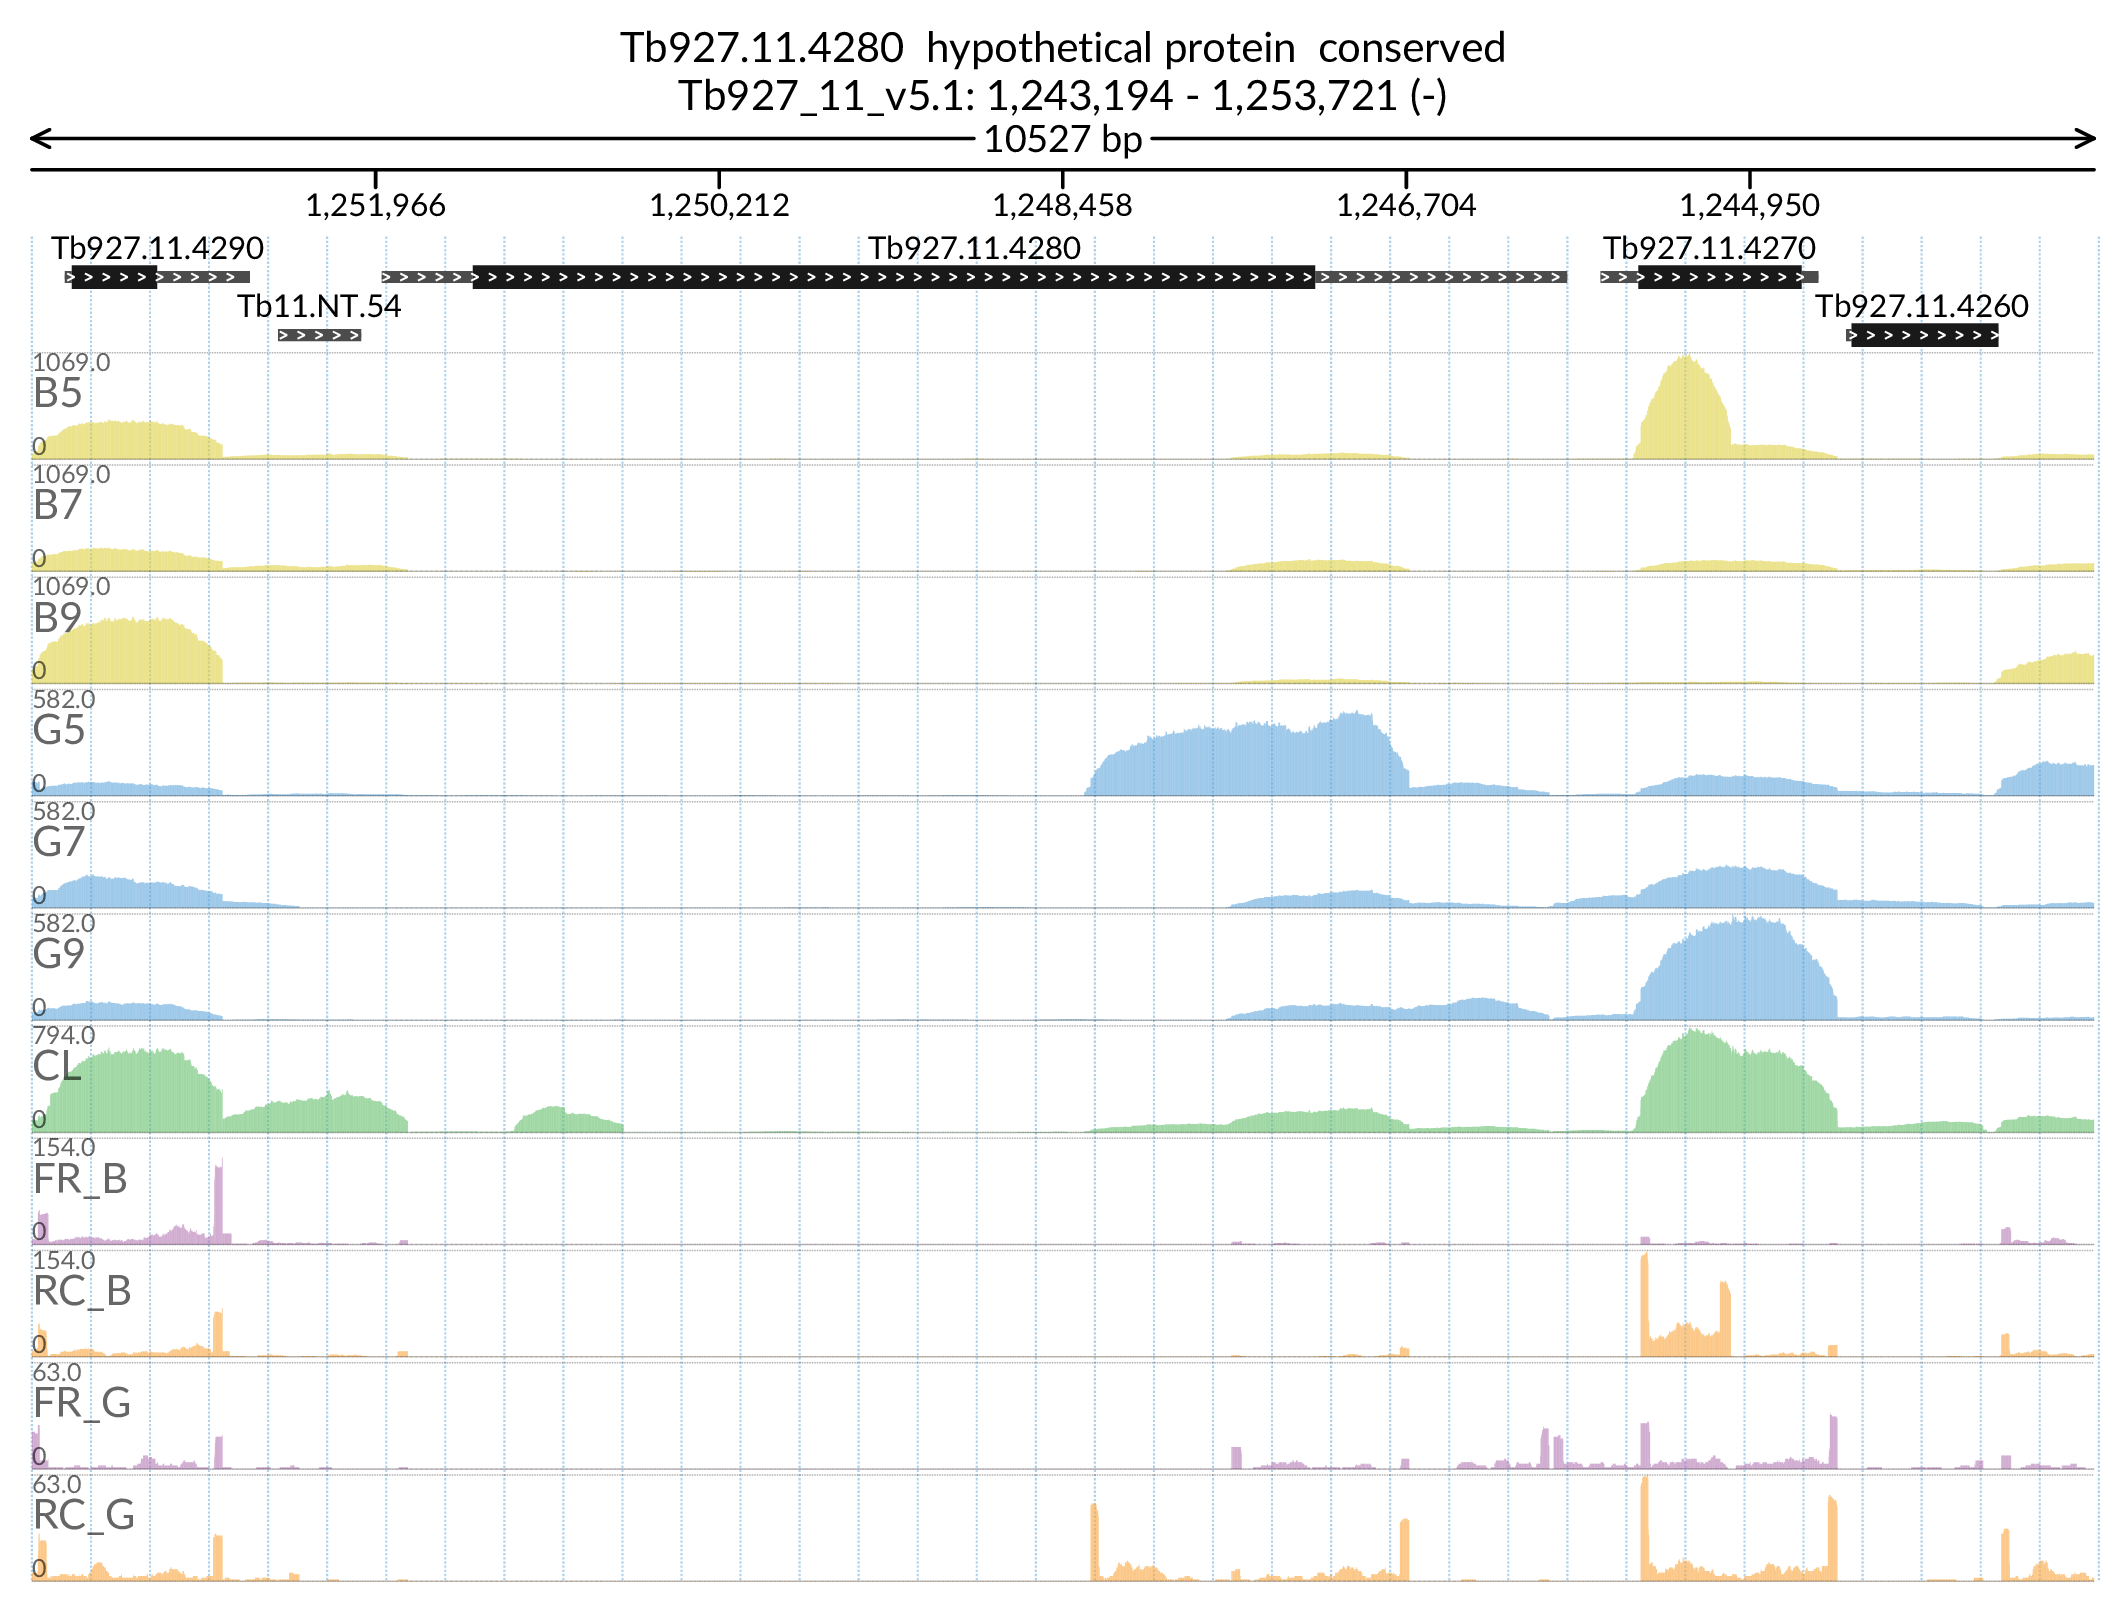 Tb927.11.4280  hypothetical protein  conserved
Tb927_11_v5.1: 1,243,194 - 1,253,721 (-)
10527 bp
1,251,966 1,250,212 1,248,458 1,246,704 1,244,950
Tb927.11.4290 Tb927.11.4280 Tb927.11.4270
Tb11.NT.54 Tb927.11.4260
1069.0
B5
0
1069.0
B7
0
1069.0
B9
0
582.0
G5
0
582.0
G7
0
582.0
G9
0
794.0
CL
0
154.0
FR_B
0
154.0
RC_B
0
63.0
FR_G
0
63.0
RC_G
0